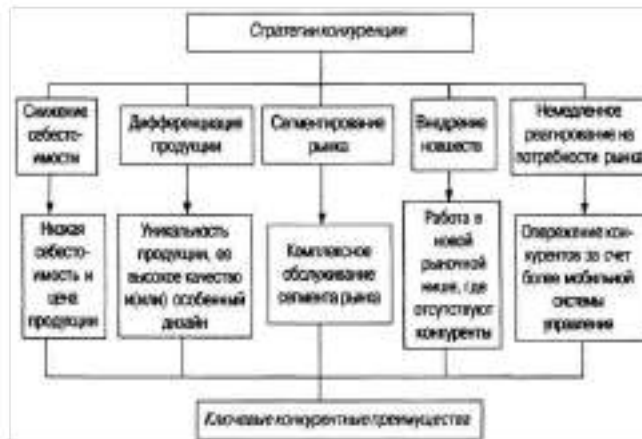 Стратегии конкуренции
Снижение
себесто-
имости
Дифференциация
продукции
Сегментирование
рынка
Внедрение
новшеств
Немедленное
реагирование на
потребности рынка
Низкая
себесто-
имость и
цена
продукции
Уникальность
продукции, ее
высокое качество
и(или) особенный
дизайн
Комплексное
обслуживание
сегмента рынка
Работа в
новой
рыночной
нише, где
отсутствуют
конкуренты
Опережение кон-
курентов за счет
более мобильной
системы
управления
Ключевые конкурентные преимущества